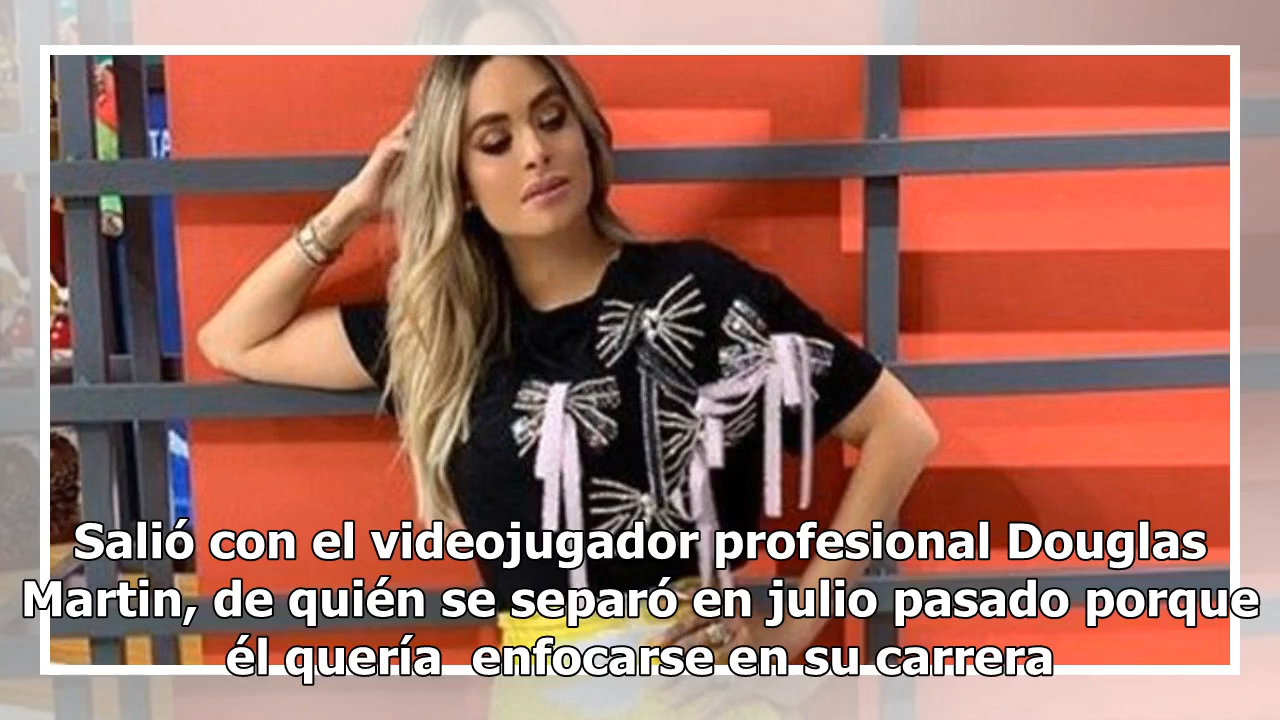 TA
Salió con el videojugador profesional Douglas
Martin, de quién se separó en julio pasado porque
él quería  enfocarse en su carrera